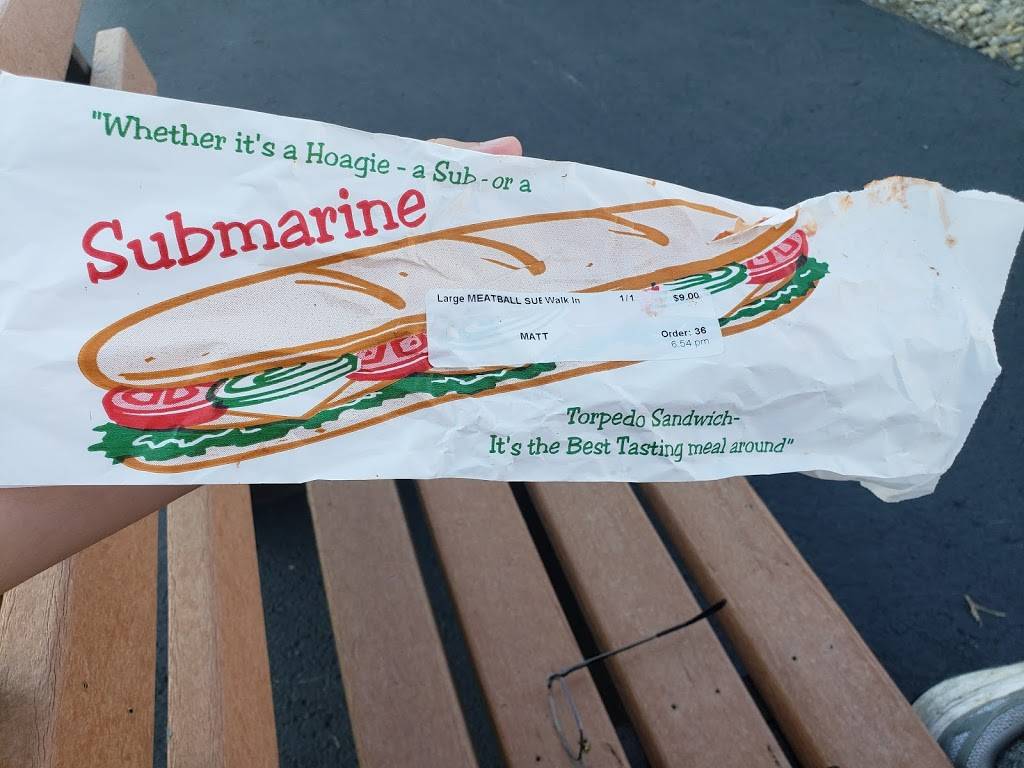 "Whether it's a Hoagie - a Sub - or a
Submarine
Large MEATBALL SUB Walk In 1/1 $9.00
MATT Order: 36
6:54 pm
Torpedo Sandwich-
It's the Best Tasting meal around"